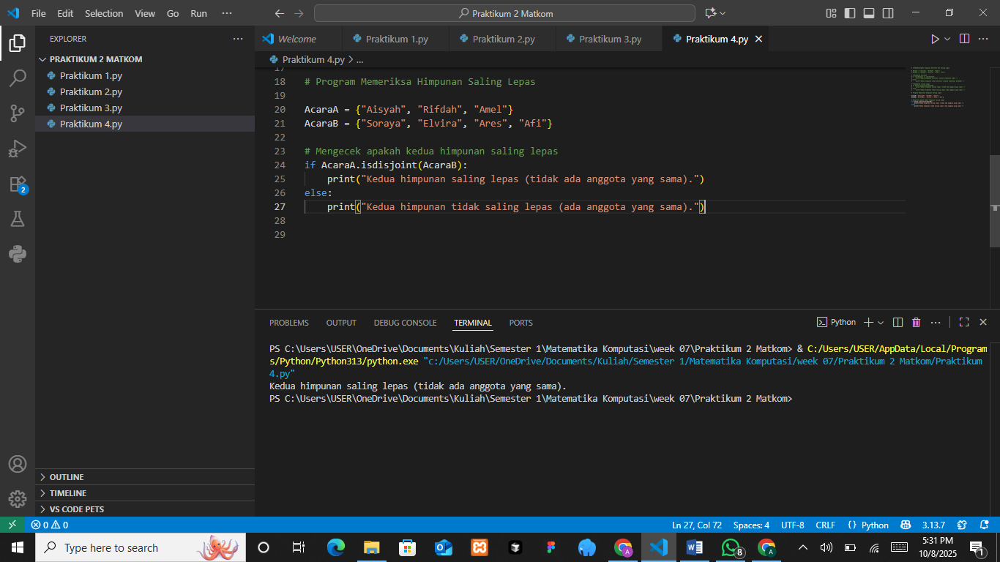 File Edit Selection View Go Run ··· Praktikum 2 Matkom
EXPLORER ···
Welcome Praktikum 1.py Praktikum 2.py Praktikum 3.py Praktikum 4.py
PRAKTIKUM 2 MATKOM
Praktikum 1.py
Praktikum 2.py
Praktikum 3.py
Praktikum 4.py
Praktikum 4.py > ...
17
18 # Program Memeriksa Himpunan Saling Lepas
19
20 AcaraA = {"Aisyah", "Rifdah", "Amel"}
21 AcaraB = {"Soraya", "Elvira", "Ares", "Afi"}
22
23 # Mengecek apakah kedua himpunan saling lepas
24 if AcaraA.isdisjoint(AcaraB):
25 print("Kedua himpunan saling lepas (tidak ada anggota yang sama).")
26 else:
27 print("Kedua himpunan tidak saling lepas (ada anggota yang sama).")
28
29
PROBLEMS OUTPUT DEBUG CONSOLE TERMINAL PORTS Python
PS C:\Users\USER\OneDrive\Documents\Kuliah\Semester 1\Matematika Komputasi\week 07\Praktikum 2 Matkom> & C:/Users/USER/AppData/Local/Program
s/Python/Python313/python.exe "c:/Users/USER/OneDrive/Documents/Kuliah/Semester 1/Matematika Komputasi/week 07/Praktikum 2 Matkom/Praktikum
4.py"
Kedua himpunan saling lepas (tidak ada anggota yang sama).
PS C:\Users\USER\OneDrive\Documents\Kuliah\Semester 1\Matematika Komputasi\week 07\Praktikum 2 Matkom>
2
OUTLINE
TIMELINE
VS CODE PETS
0 0 Ln 27, Col 72 Spaces: 4 UTF-8 CRLF {} Python 3.13.7
Type here to search
A
8
A
5:31 PM
10/8/2025
1